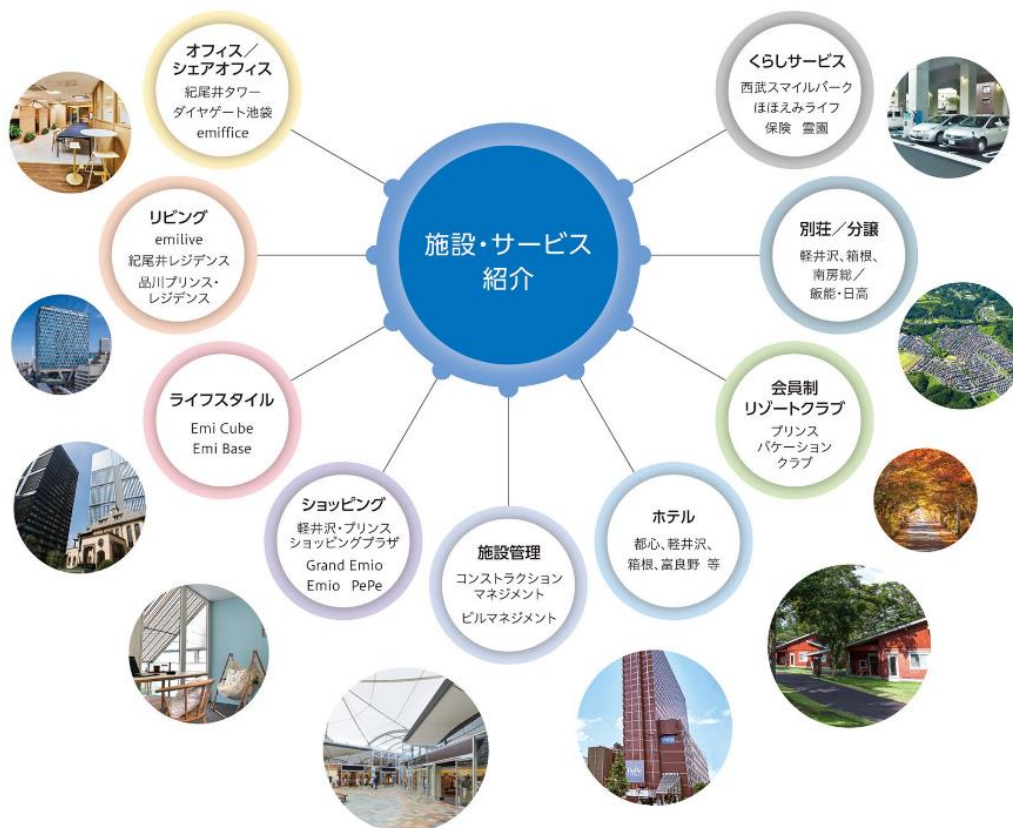 施設・サービス
紹介
オフィス／
シェアオフィス
紀尾井タワー
ダイヤゲート池袋
emiffice
リビング
emilive
紀尾井レジデンス
品川プリンス・
レジデンス
ライフスタイル
Emi Cube
Emi Base
ショッピング
軽井沢・プリンス
ショッピングプラザ
Grand Emio
Emio PePe
施設管理
コンストラクション
マネジメント
ビルマネジメント
ホテル
都心、軽井沢、
箱根、富良野 等
会員制
リゾートクラブ
プリンス
バケーション
クラブ
別荘／分譲
軽井沢、箱根、
南房総／
飯能・日高
くらしサービス
西武スマイルパーク
ほほえみライフ
保険 霊園
PePe